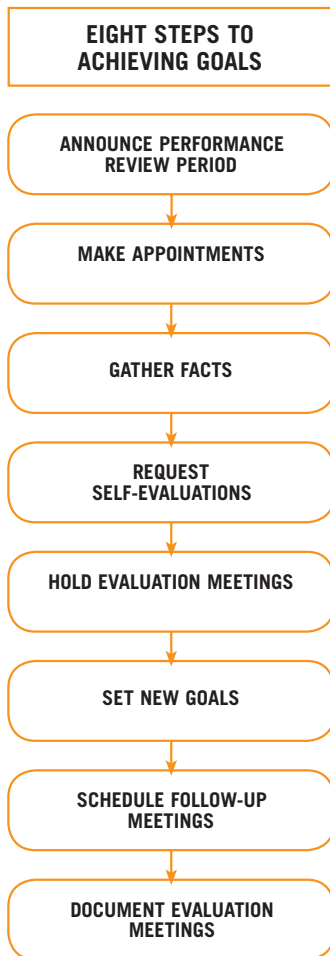 EIGHT STEPS TO
ACHIEVING GOALS
ANNOUNCE PERFORMANCE
REVIEW PERIOD
MAKE APPOINTMENTS
GATHER FACTS
REQUEST
SELF-EVALUATIONS
HOLD EVALUATION MEETINGS
SET NEW GOALS
SCHEDULE FOLLOW-UP
MEETINGS
DOCUMENT EVALUATION
MEETINGS